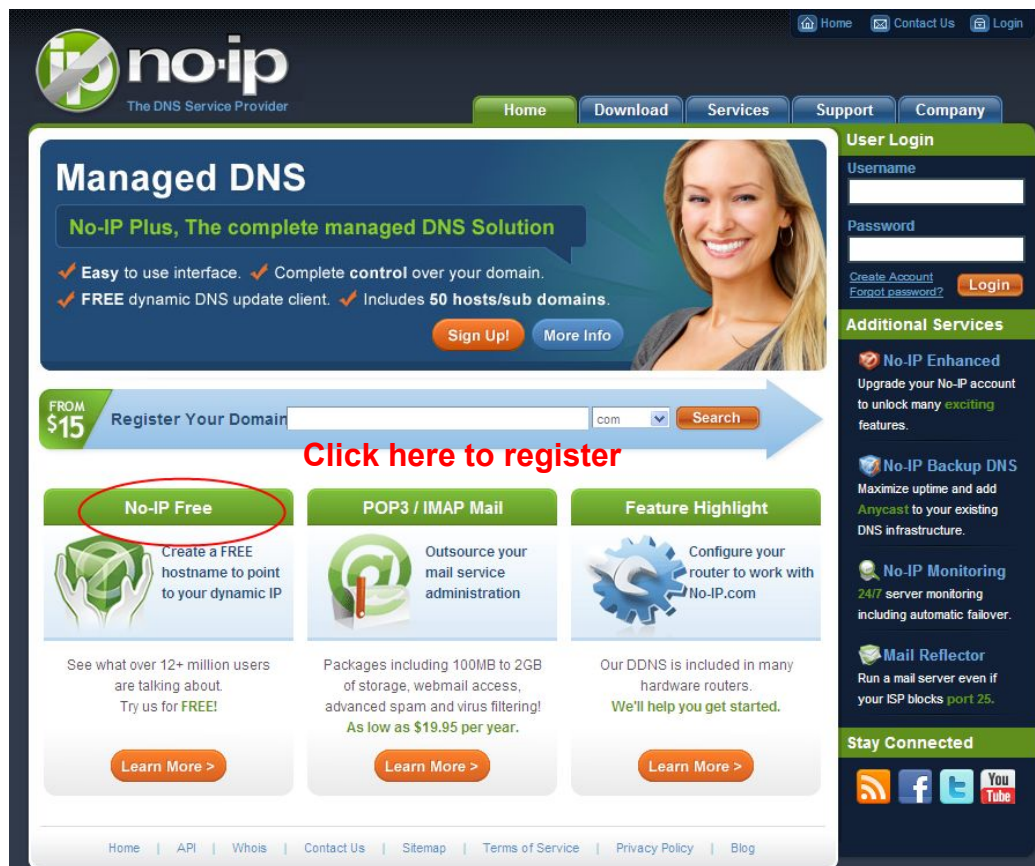 Home Contact Us Login
ip no·ip
The DNS Service Provider
Home Download Services Support Company
Managed DNS
No-IP Plus, The complete managed DNS Solution
Easy to use interface. Complete control over your domain.
FREE dynamic DNS update client. Includes 50 hosts/sub domains.
Sign Up! More Info
User Login
Username
Password
Create Account
Forgot password?
Login
FROM
$15
Register Your Domain
com
Search
Click here to register
No-IP Free
Create a FREE
hostname to point
to your dynamic IP
See what over 12+ million users
are talking about.
Try us for FREE!
Learn More >
POP3 / IMAP Mail
Outsource your
mail service
administration
Packages including 100MB to 2GB
of storage, webmail access,
advanced spam and virus filtering!
As low as $19.95 per year.
Learn More >
Feature Highlight
Configure your
router to work with
No-IP.com
Our DDNS is included in many
hardware routers.
We'll help you get started.
Learn More >
Additional Services
No-IP Enhanced
Upgrade your No-IP account
to unlock many exciting
features.
No-IP Backup DNS
Maximize uptime and add
Anycast to your existing
DNS infrastructure.
No-IP Monitoring
24/7 server monitoring
including automatic failover.
Mail Reflector
Run a mail server even if
your ISP blocks port 25.
Stay Connected
You
Tube
Home | API | Whois | Contact Us | Sitemap | Terms of Service | Privacy Policy | Blog